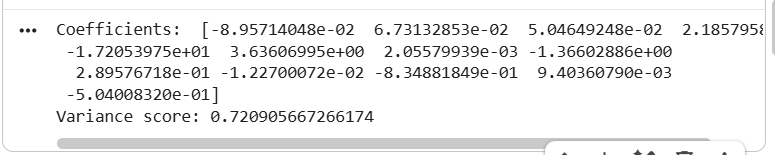 Coefficients:  [-8.95714048e-02  6.73132853e-02  5.04649248e-02  2.185795
-1.72053975e+01  3.63606995e+00  2.05579939e-03 -1.36602886e+00
2.89576718e-01 -1.22700072e-02 -8.34881849e-01  9.40360790e-03
-5.04008320e-01]
Variance score: 0.720905667266174